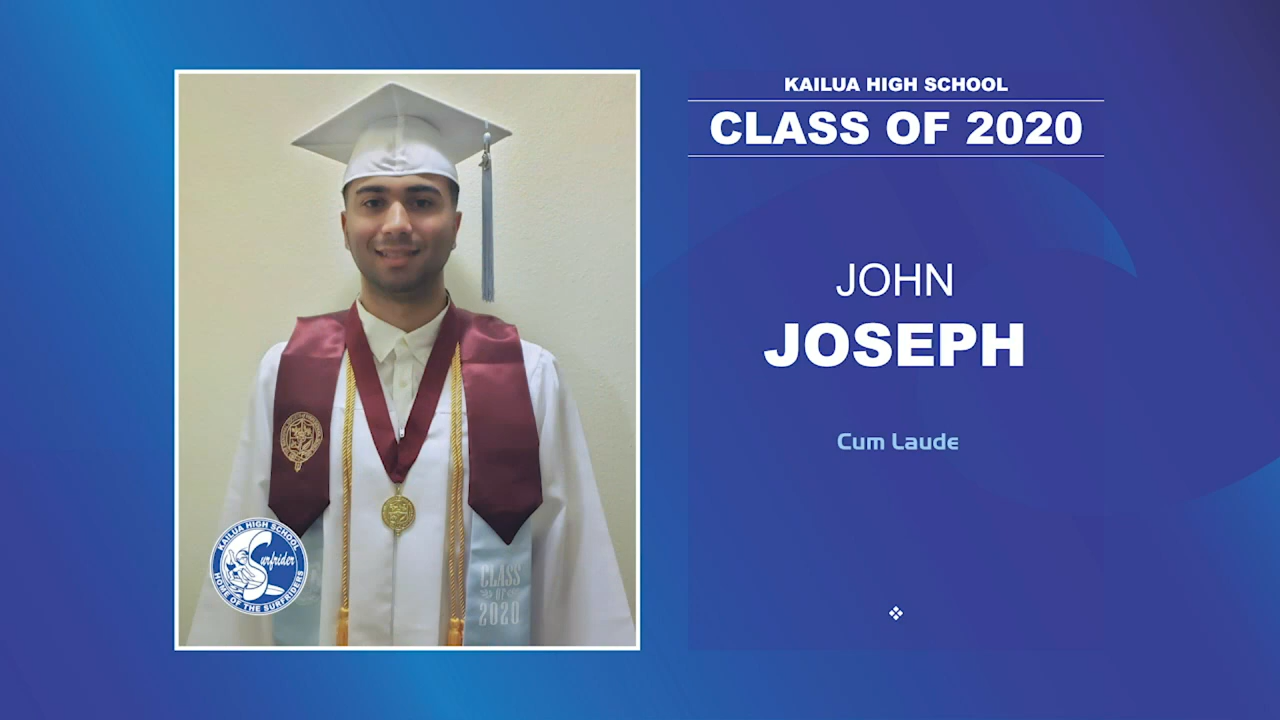 KAILUA HIGH SCHOOL
CLASS OF 2020
JOHN
JOSEPH
Cum Laude
KAILUA HIGH SCHOOL
Surfrider
HOME OF THE SURFRIDERS
CLASS
OF
2020